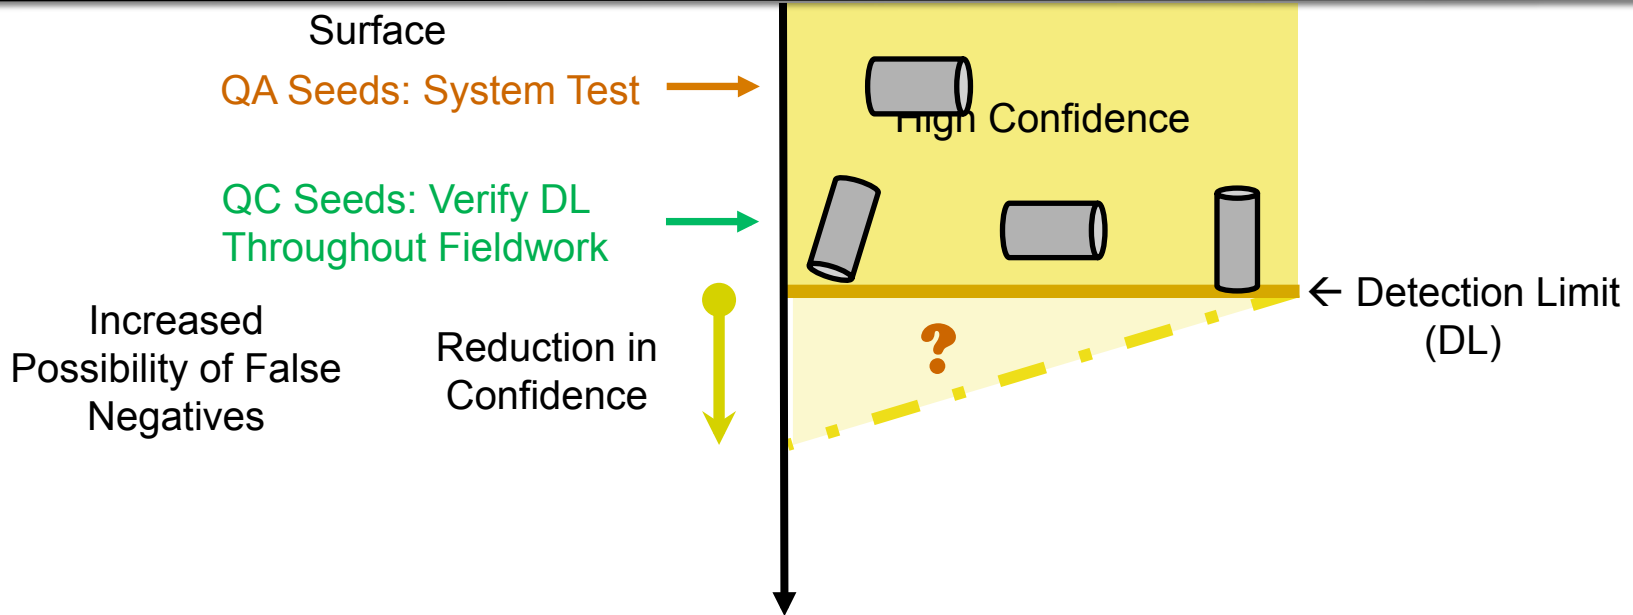 Surface
QA Seeds: System Test
High Confidence
QC Seeds: Verify DL
Throughout Fieldwork
← Detection Limit
(DL)
Increased
Possibility of False
Negatives
Reduction in
Confidence
?